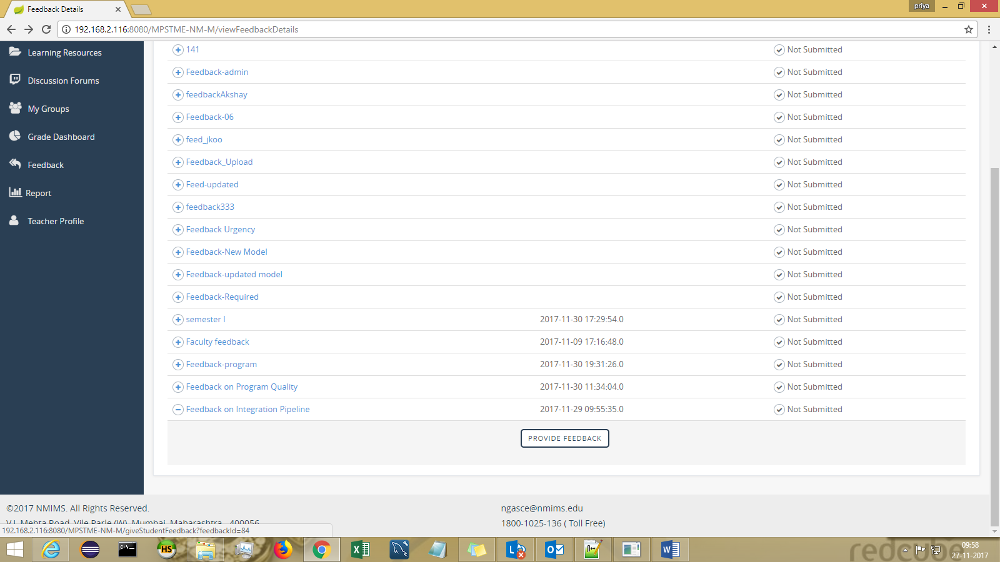 Feedback Details
priya
192.168.2.116:8080/MPSTME-NM-M/viewFeedbackDetails
Learning Resources
Discussion Forums
My Groups
Grade Dashboard
Feedback
Report
Teacher Profile
141 Not Submitted
Feedback-admin Not Submitted
feedbackAkshay Not Submitted
Feedback-06 Not Submitted
feed_jkoo Not Submitted
Feedback_Upload Not Submitted
Feed-updated Not Submitted
feedback333 Not Submitted
Feedback Urgency Not Submitted
Feedback-New Model Not Submitted
Feedback-updated model Not Submitted
Feedback-Required Not Submitted
semester I 2017-11-30 17:29:54.0 Not Submitted
Faculty feedback 2017-11-09 17:16:48.0 Not Submitted
Feedback-program 2017-11-30 19:31:26.0 Not Submitted
Feedback on Program Quality 2017-11-30 11:34:04.0 Not Submitted
Feedback on Integration Pipeline 2017-11-29 09:55:35.0 Not Submitted
PROVIDE FEEDBACK
©2017 NMIMS. All Rights Reserved.
V.L Mehta Road, Vile Parle (W), Mumbai, Maharashtra - 400056
ngasce@nmims.edu
1800-1025-136 ( Toll Free)
192.168.2.116:8080/MPSTME-NM-M/giveStudentFeedback?feedbackId=84
C:\_
HS
redcube
09:58
27-11-2017